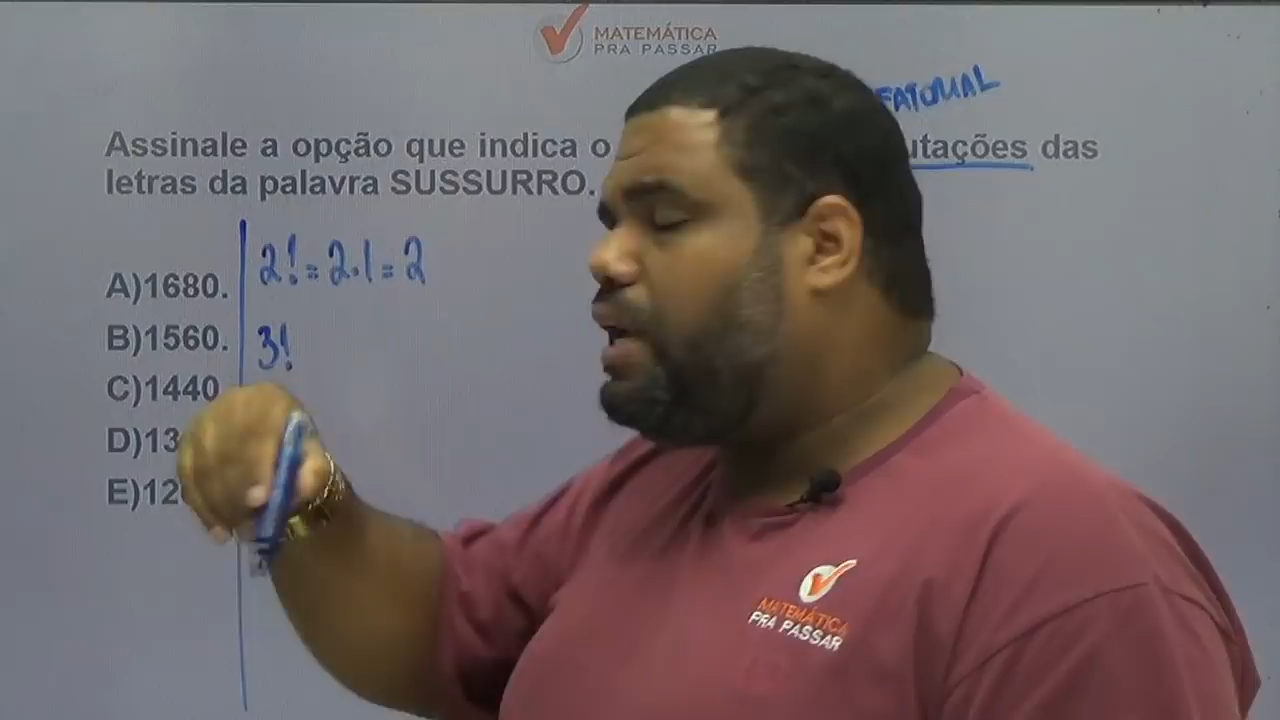 MATEMÁTICA
PRA PASSAR
FATORIAL
Assinale a opção que indica o das
letras da palavra SUSSURRO.
2! = 2.1 = 2
A)1680.
B)1560.
3!
C)1440
MATEMÁTICA
PRA PASSAR